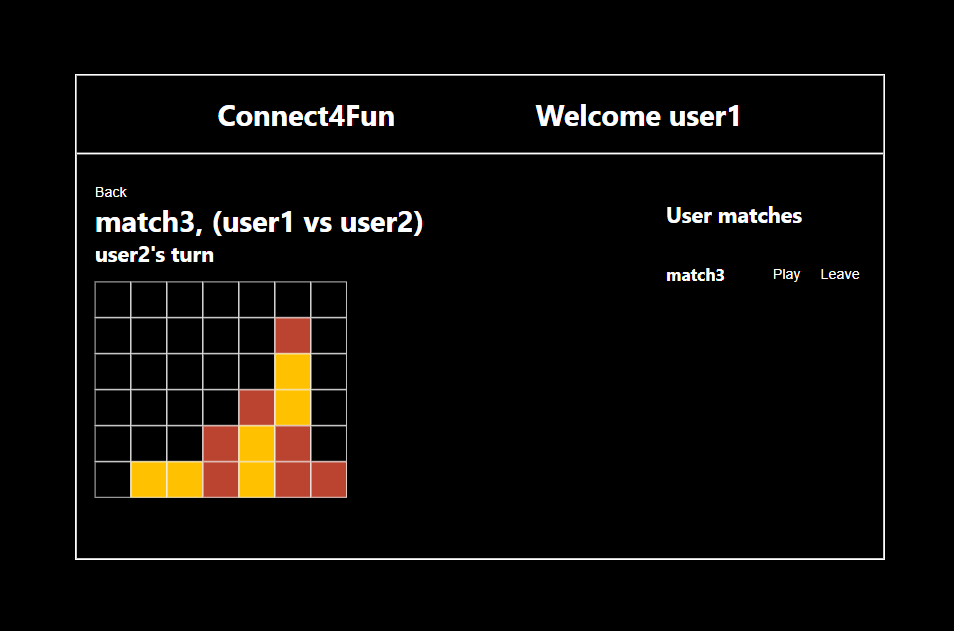 Connect4Fun
Welcome user1
Back
match3, (user1 vs user2)
user2's turn
User matches
match3 Play Leave